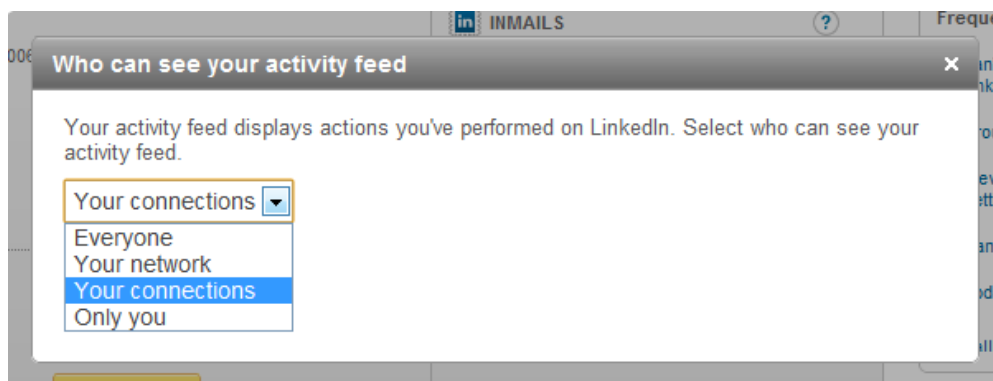 in INMAILS ?
Frequ
006
Who can see your activity feed
Your activity feed displays actions you've performed on LinkedIn. Select who can see your
activity feed.
Your connections
Everyone
Your network
Your connections
Only you